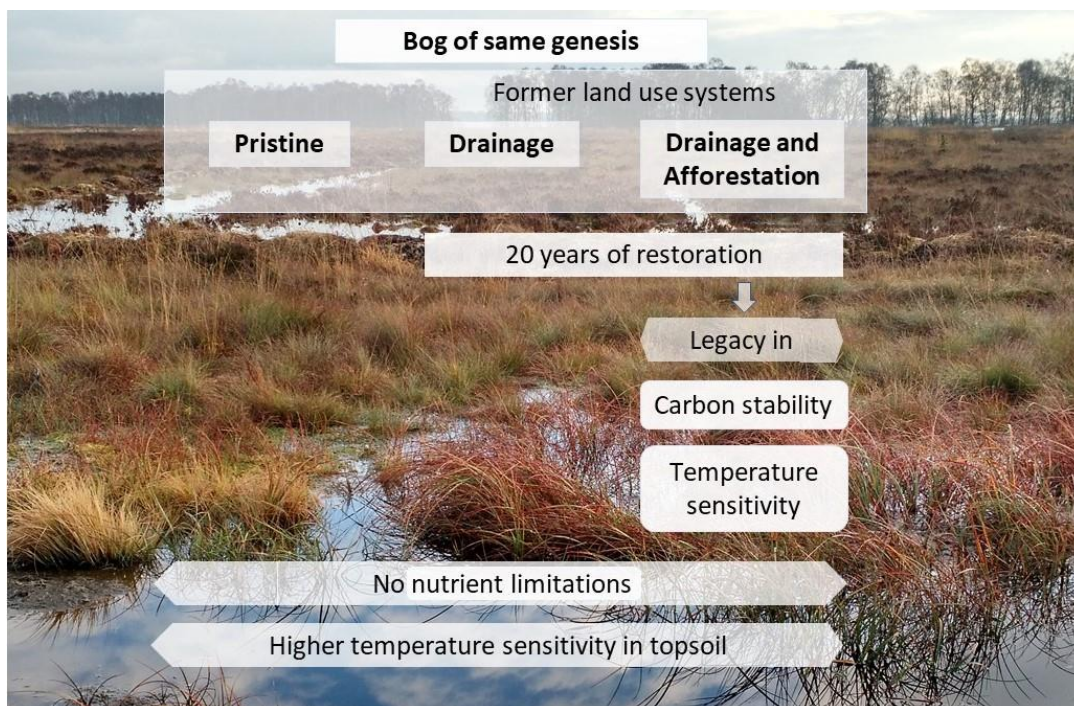 Bog of same genesis
Former land use systems
Pristine
Drainage
Drainage and
Afforestation
20 years of restoration
Legacy in
Carbon stability
Temperature
sensitivity
No nutrient limitations
Higher temperature sensitivity in topsoil